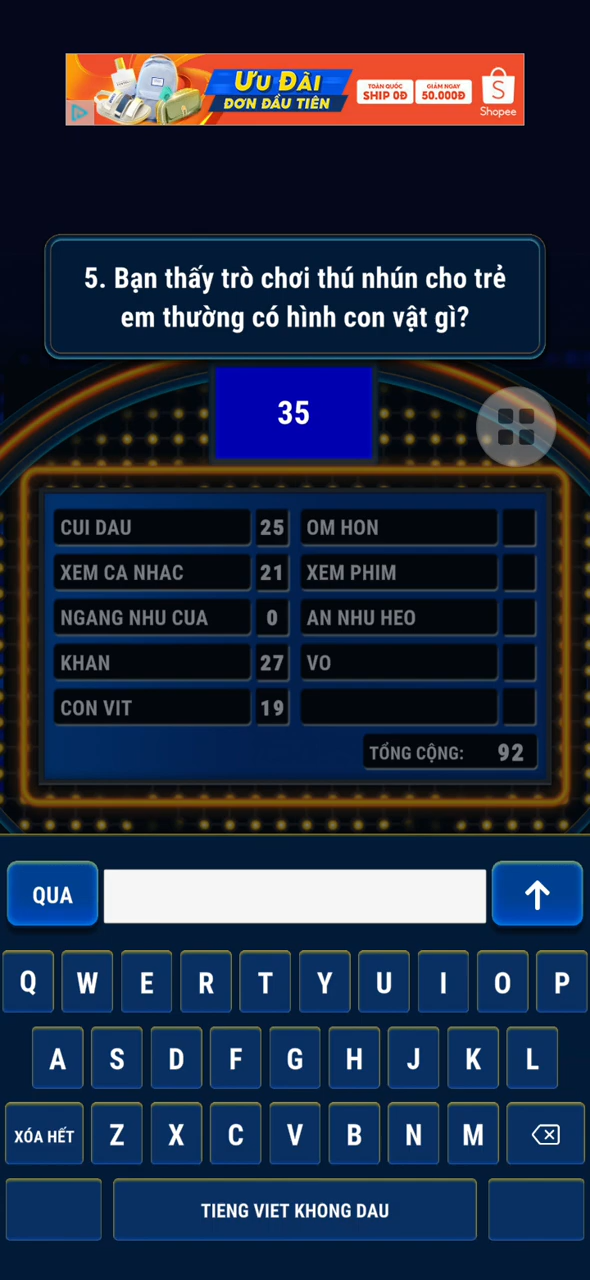 ƯU ĐÃI
ĐƠN ĐẦU TIÊN
TOÀN QUỐC
SHIP 0Đ
GIẢM NGAY
50.000Đ
Shopee
5. Bạn thấy trò chơi thú nhún cho trẻ
em thường có hình con vật gì?
35
CUI DAU 25 OM HON
XEM CA NHAC 21 XEM PHIM
NGANG NHU CUA 0 AN NHU HEO
KHAN 27 VO
CON VIT 19
TỔNG CỘNG: 92
QUA
Q W E R T Y U I O P
A S D F G H J K L
XÓA HẾT Z X C V B N M
TIENG VIET KHONG DAU